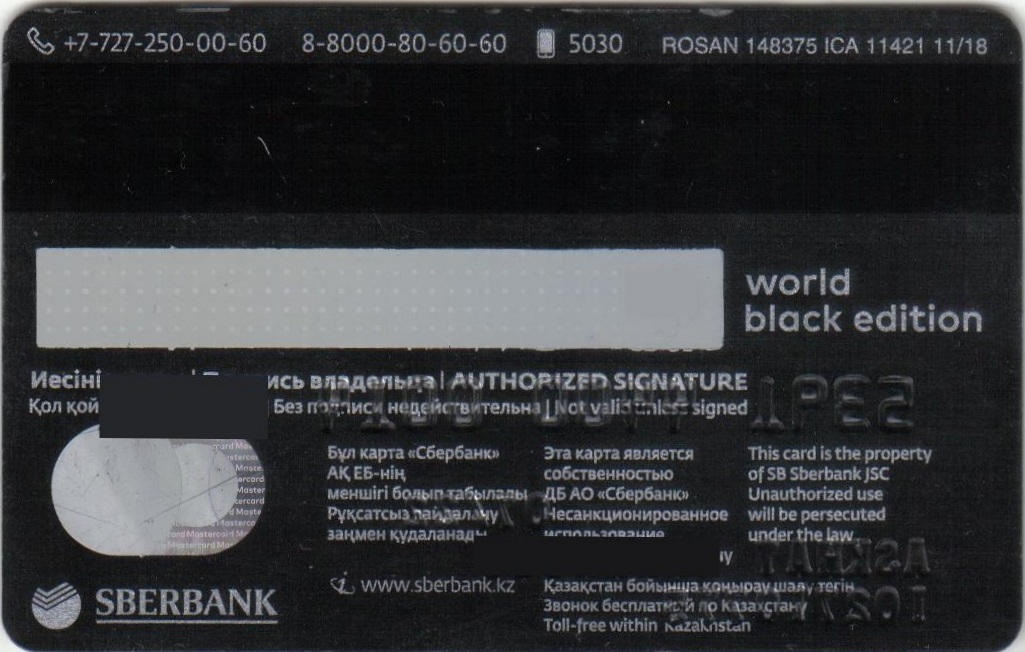 +7-727-250-00-60 8-8000-80-60-60 5030 ROSAN 148375 ICA 11421 11/18
world
black edition
Иесіні ись владельца | AUTHORIZED SIGNATURE
Қол қой Без подписи недействительна | Not valid unless signed
Бұл карта «Сбербанк»
АҚ ЕБ-нің
меншігі болып табылады
Рұқсатсыз пайдалану
заңмен қудаланады
Эта карта является
собственностью
ДБ АО «Сбербанк»
Несанкционированное
использование
This card is the property
of SB Sberbank JSC
Unauthorized use
will be persecuted
under the law
www.sberbank.kz
Қазақстан бойынша қоңырау шалу тегін
Звонок бесплатный по Казахстану
Toll-free within Kazakhstan
SBERBANK